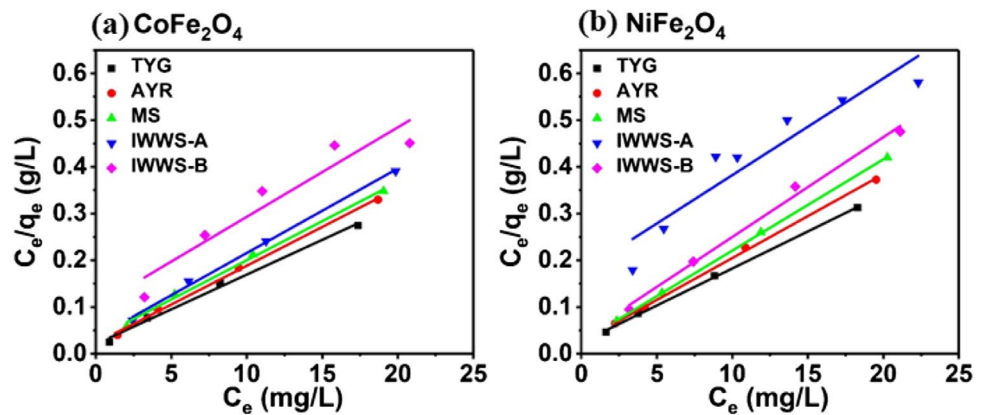 (a) CoFe₂O₄
0.6
0.5
0.4
0.3
0.2
0.1
0.0
Cₑ/qₑ (g/L)
TYG
AYR
MS
IWWS-A
IWWS-B
0 5 10 15 20 25
Cₑ (mg/L)
(b) NiFe₂O₄
0.6
0.5
0.4
0.3
0.2
0.1
0.0
Cₑ/qₑ (g/L)
TYG
AYR
MS
IWWS-A
IWWS-B
0 5 10 15 20 25
Cₑ (mg/L)